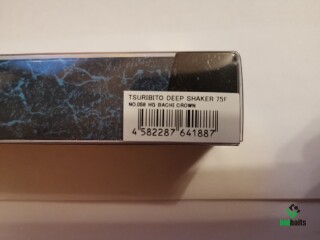 TSURIBITO DEEP SHAKER 75F
NO.058 HG BACHI CROWN
4 582287 641887